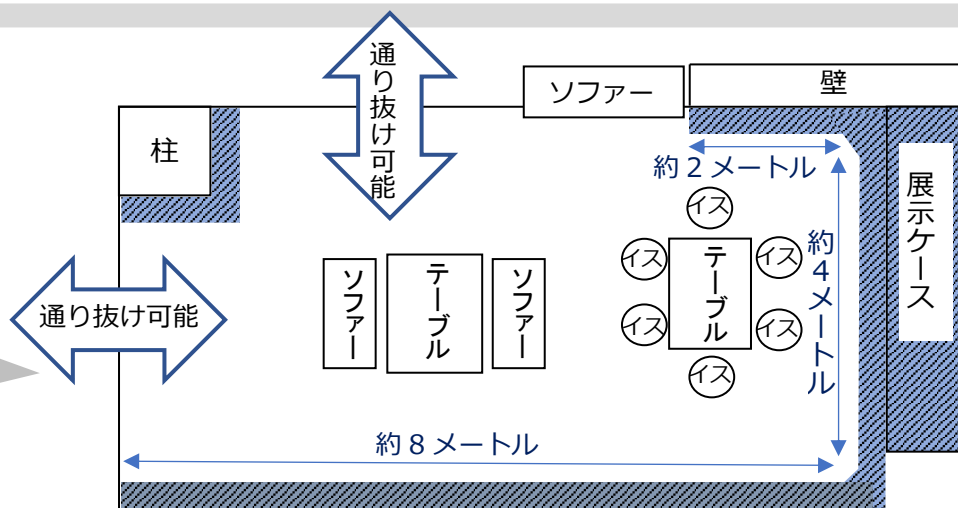 通り抜け可能
ソファー
壁
柱
約２メートル
展示ケース
イス
イス
イス
テーブル
約４メートル
ソファー
テーブル
ソファー
通り抜け可能
イス
イス
イス
約８メートル